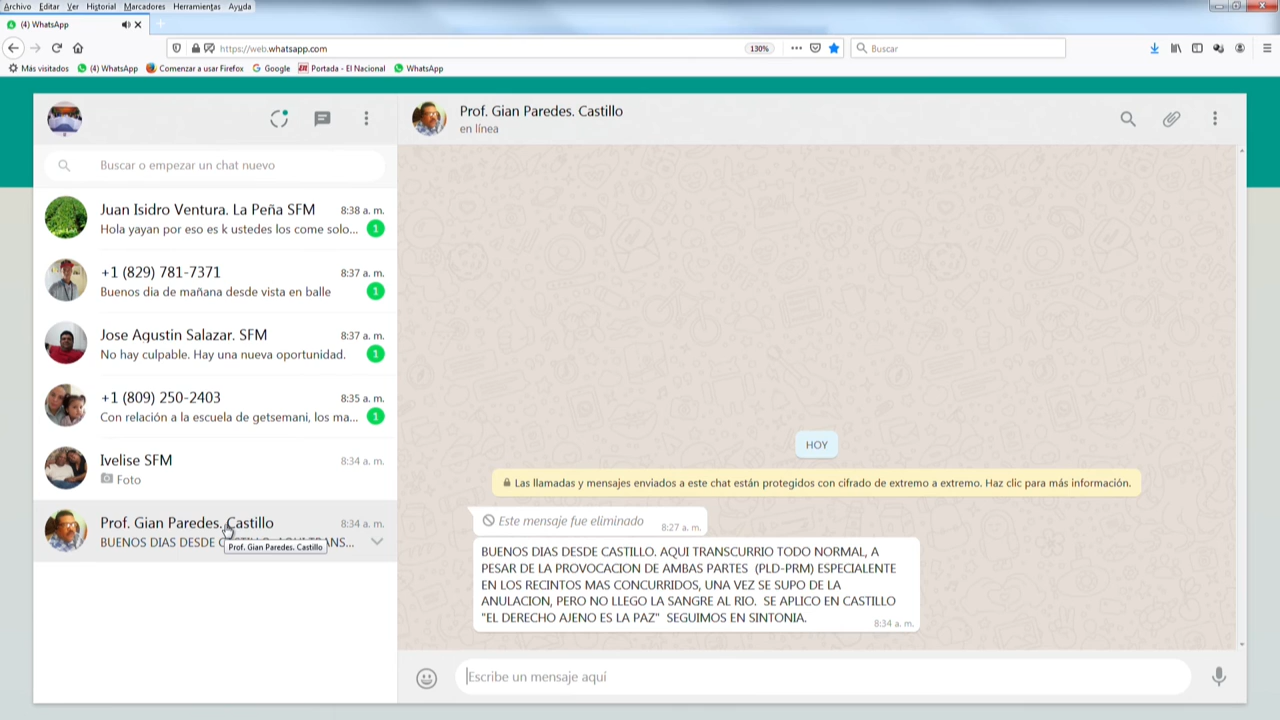 Archivo Editar Ver Historial Marcadores Herramientas Ayuda
(4) WhatsApp
https://web.whatsapp.com
130%
Buscar
Más visitados (4) WhatsApp Comenzar a usar Firefox Google Portada - El Nacional WhatsApp
Prof. Gian Paredes. Castillo
en línea
Buscar o empezar un chat nuevo
Juan Isidro Ventura. La Peña SFM 8:38 a. m.
Hola yayan por eso es k ustedes los come solo... 1
+1 (829) 781-7371 8:37 a. m.
Buenos dia de mañana desde vista en balle 1
Jose Agustin Salazar. SFM 8:37 a. m.
No hay culpable. Hay una nueva oportunidad. 1
+1 (809) 250-2403 8:35 a. m.
Con relación a la escuela de getsemani, los ma... 1
Ivelise SFM 8:34 a. m.
Foto
Prof. Gian Paredes. Castillo 8:34 a. m.
BUENOS DIAS DESDE
Prof. Gian Paredes. Castillo
HOY
Las llamadas y mensajes enviados a este chat están protegidos con cifrado de extremo a extremo. Haz clic para más información.
Este mensaje fue eliminado 8:27 a. m.
BUENOS DIAS DESDE CASTILLO. AQUI TRANSCURRIO TODO NORMAL, A
PESAR DE LA PROVOCACION DE AMBAS PARTES (PLD-PRM) ESPECIALENTE
EN LOS RECINTOS MAS CONCURRIDOS, UNA VEZ SE SUPO DE LA
ANULACION, PERO NO LLEGO LA SANGRE AL RIO. SE APLICO EN CASTILLO
"EL DERECHO AJENO ES LA PAZ" SEGUIMOS EN SINTONIA.
8:34 a. m.
Escribe un mensaje aquí